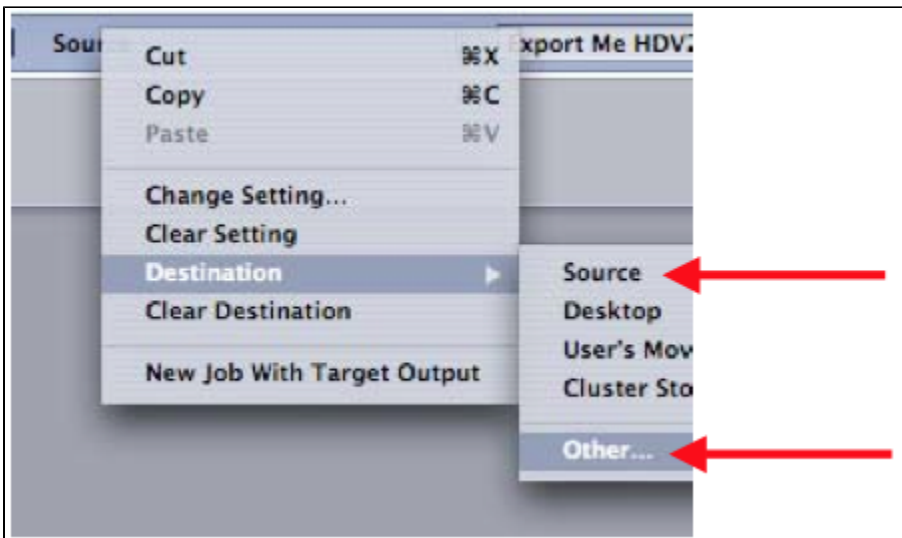 Export Me HDV
Cut ⌘X
Copy ⌘C
Paste ⌘V
Change Setting...
Clear Setting
Destination
Clear Destination
New Job With Target Output
Source
Desktop
User's Mov
Cluster Sto
Other...